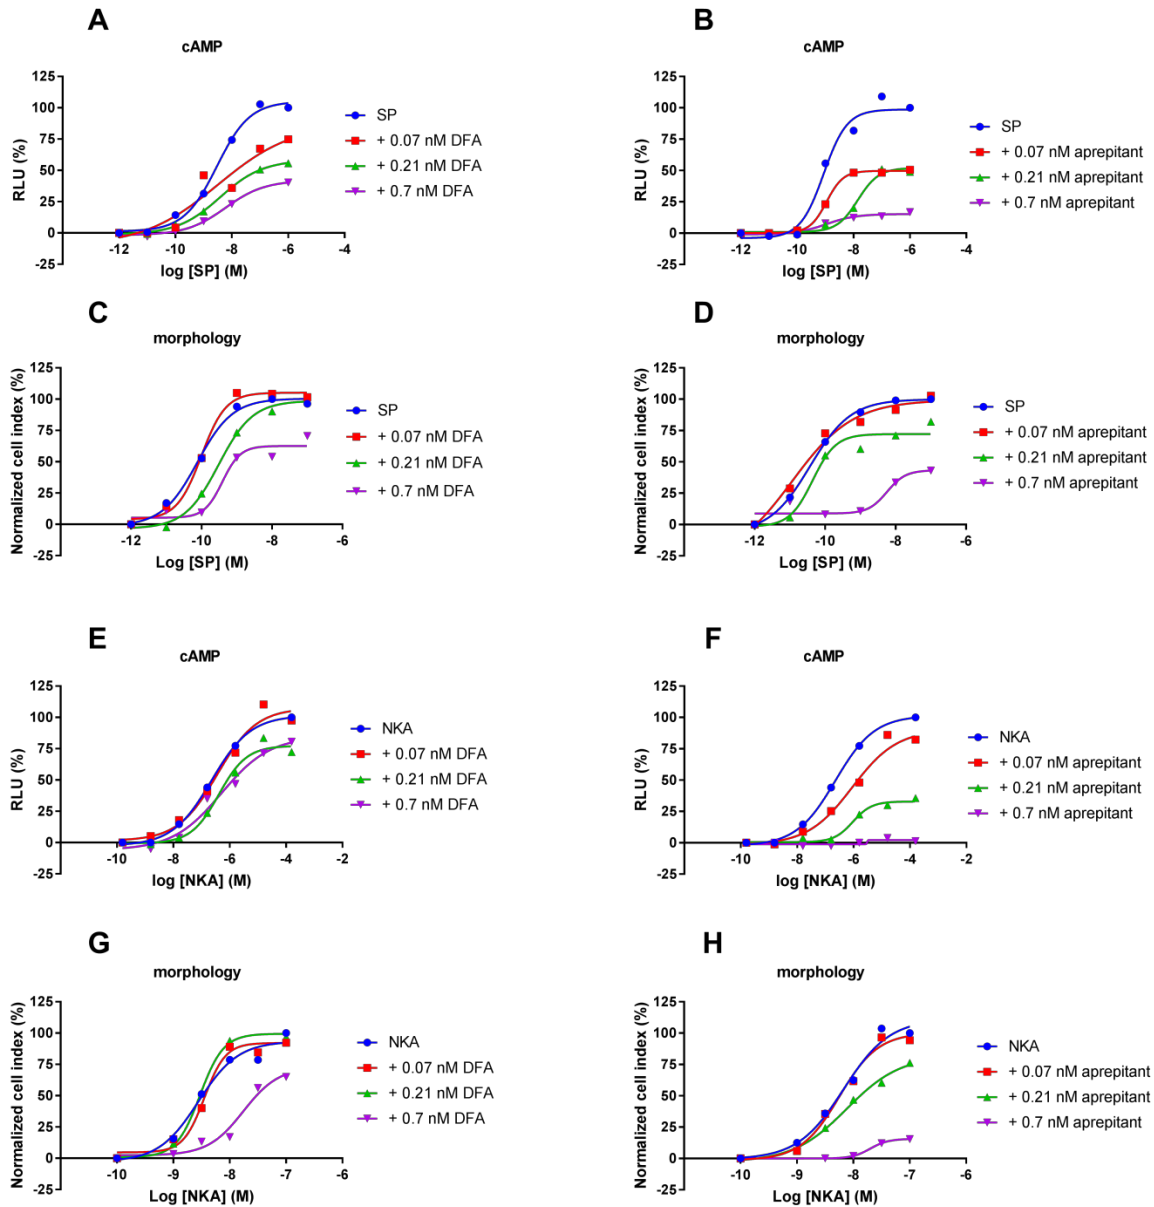 A
cAMP
RLU (%)
125
100
75
50
25
0
-25
-12
-10
-8
-6
-4
log [SP] (M)
SP
+ 0.07 nM DFA
+ 0.21 nM DFA
+ 0.7 nM DFA
B
cAMP
RLU (%)
125
100
75
50
25
0
-25
-12
-10
-8
-6
-4
log [SP] (M)
SP
+ 0.07 nM aprepitant
+ 0.21 nM aprepitant
+ 0.7 nM aprepitant
C
morphology
Normalized cell index (%)
125
100
75
50
25
0
-25
-12
-10
-8
-6
Log [SP] (M)
SP
+ 0.07 nM DFA
+ 0.21 nM DFA
+ 0.7 nM DFA
D
morphology
Normalized cell index (%)
125
100
75
50
25
0
-25
-12
-10
-8
-6
Log [SP] (M)
SP
+ 0.07 nM aprepitant
+ 0.21 nM aprepitant
+ 0.7 nM aprepitant
E
cAMP
RLU (%)
125
100
75
50
25
0
-25
-10
-8
-6
-4
-2
log [NKA] (M)
NKA
+ 0.07 nM DFA
+ 0.21 nM DFA
+ 0.7 nM DFA
F
cAMP
RLU (%)
125
100
75
50
25
0
-25
-10
-8
-6
-4
-2
log [NKA] (M)
NKA
+ 0.07 nM aprepitant
+ 0.21 nM aprepitant
+ 0.7 nM aprepitant
G
morphology
Normalized cell index (%)
125
100
75
50
25
0
-25
-10
-9
-8
-7
-6
Log [NKA] (M)
NKA
+ 0.07 nM DFA
+ 0.21 nM DFA
+ 0.7 nM DFA
H
morphology
Normalized cell index (%)
125
100
75
50
25
0
-25
-10
-9
-8
-7
-6
Log [NKA] (M)
NKA
+ 0.07 nM aprepitant
+ 0.21 nM aprepitant
+ 0.7 nM aprepitant